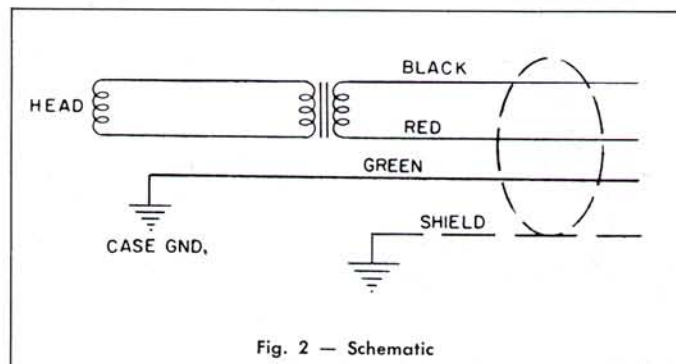 BLACK
HEAD
RED
GREEN
CASE GND,
SHIELD
Fig. 2 — Schematic